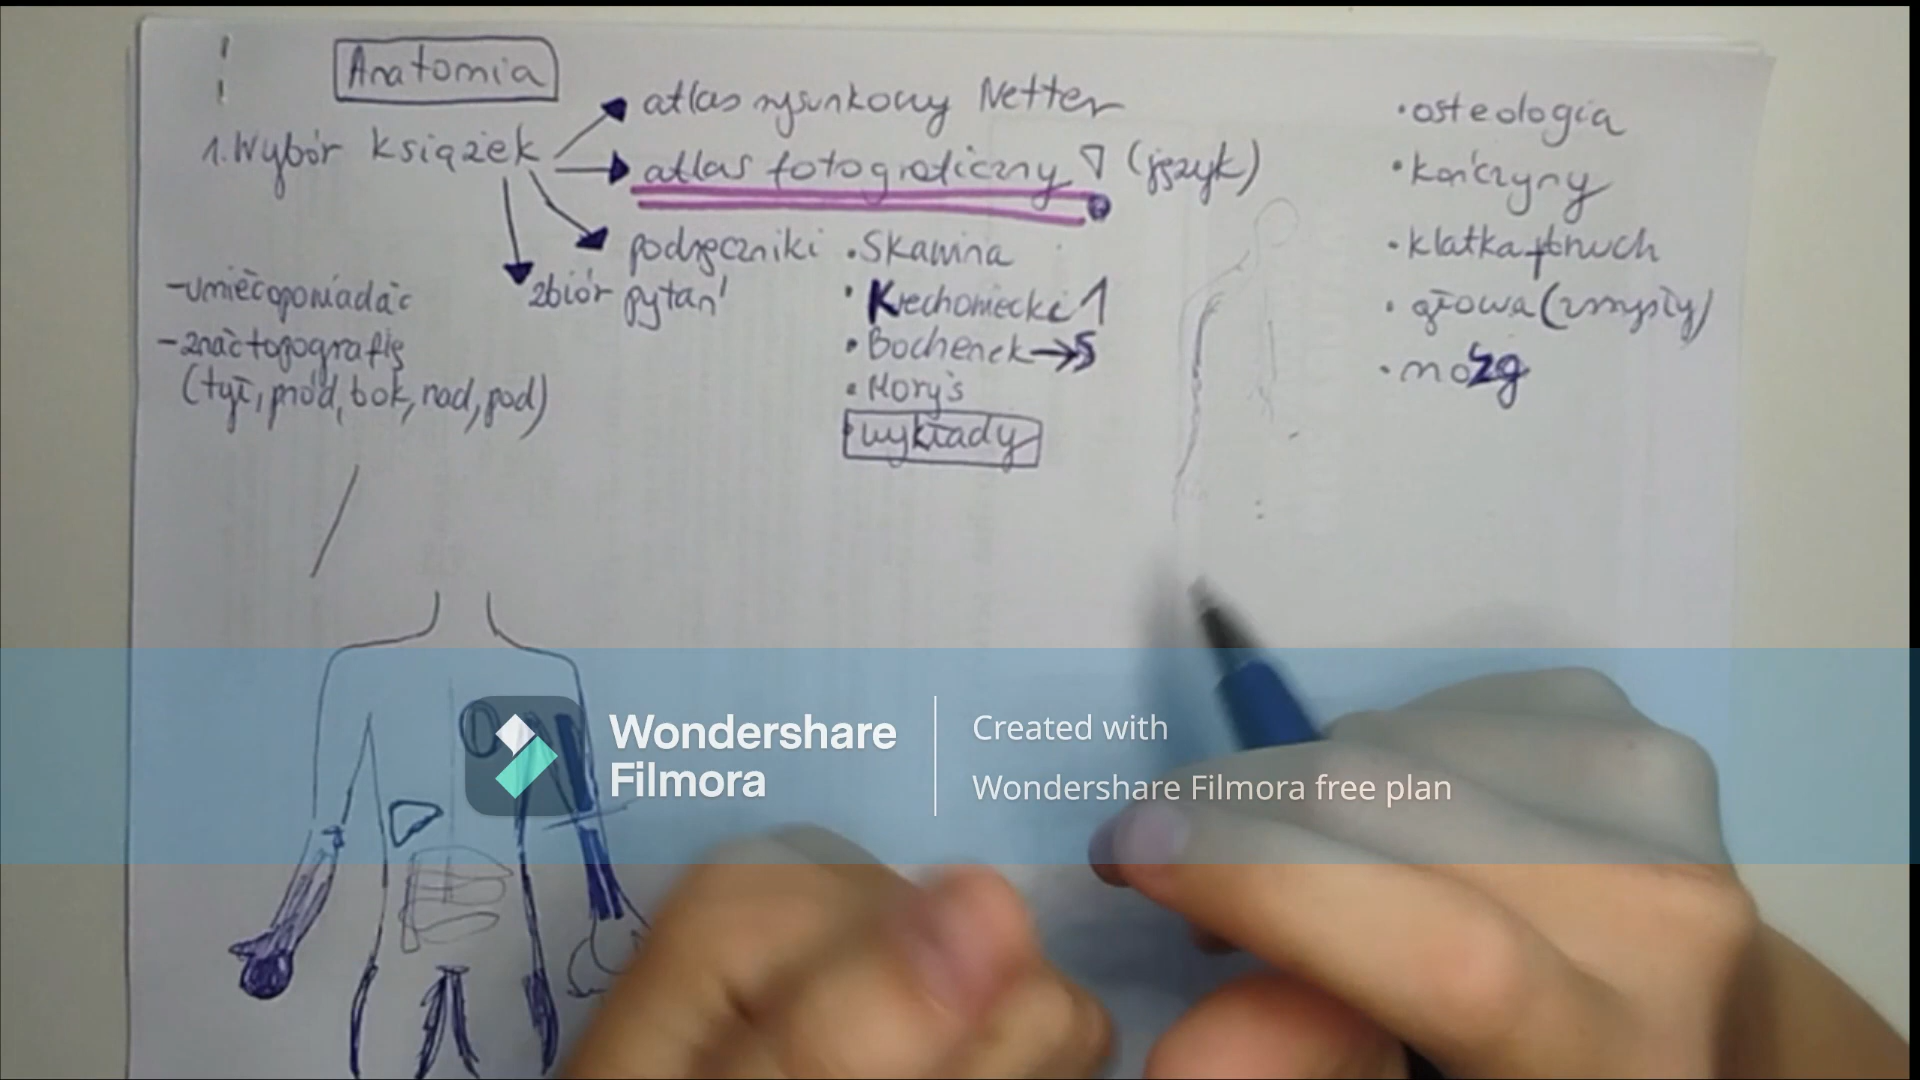 Anatomia
1. Wybór książek
atlas rysunkowy Netter
atlas fotograficzny (język)
podręczniki
zbiór pytań
• Skawina
• Krechowiecki 1
• Bochenek → 5
• Moryś
• wykłady
- umieć opowiadać
- znać topografię
(tył, przód, bok, nad, pod)
• osteologia
• kończyny
• klatka + brzuch
• głowa (zmysły)
• mózg
Wondershare
Filmora
Created with
Wondershare Filmora free plan